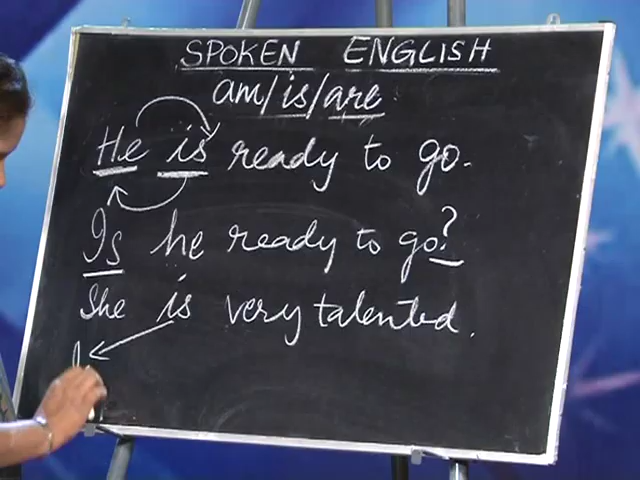 SPOKEN ENGLISH
am/is/are
He is ready to go.
Is he ready to go?
She is very talented.